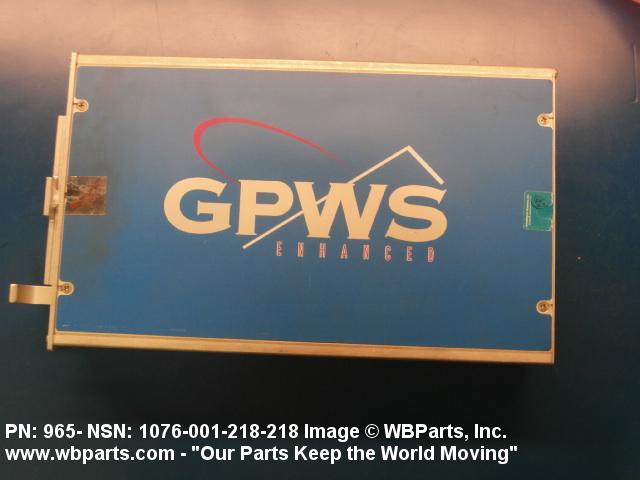 GPWS
ENHANCED
PN: 965- NSN: 1076-001-218-218 Image © WBParts, Inc.
www.wbparts.com - "Our Parts Keep the World Moving"